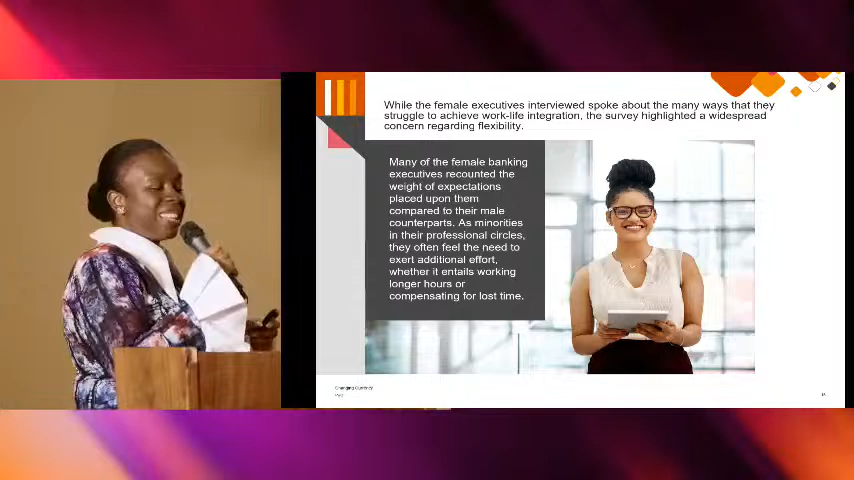 While the female executives interviewed spoke about the many ways that they
struggle to achieve work-life integration, the survey highlighted a widespread
concern regarding flexibility.
Many of the female banking
executives recounted the
weight of expectations
placed upon them
compared to their male
counterparts. As minorities
in their professional circles,
they often feel the need to
exert additional effort,
whether it entails working
longer hours or
compensating for lost time.
Changing Currency